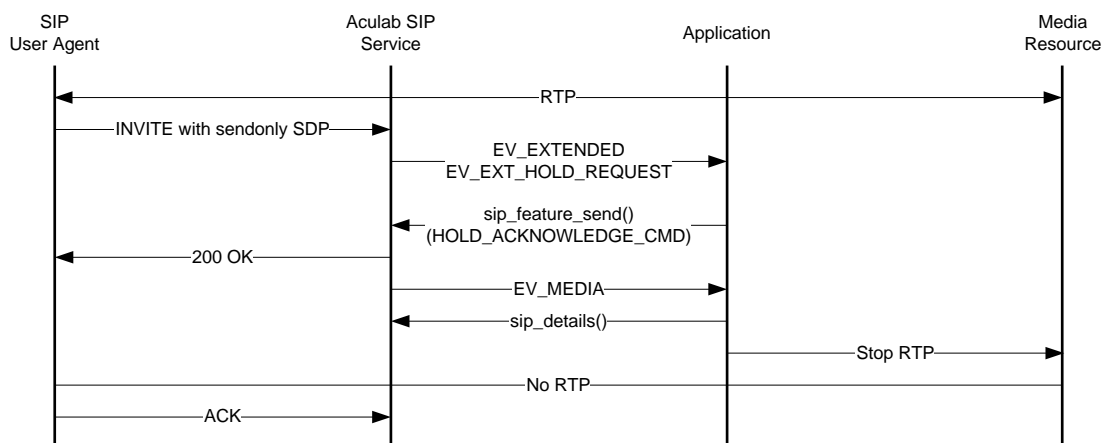 SIP
User Agent
Aculab SIP
Service
Application
Media
Resource
RTP
INVITE with sendonly SDP
EV_EXTENDED
EV_EXT_HOLD_REQUEST
sip_feature_send()
(HOLD_ACKNOWLEDGE_CMD)
200 OK
EV_MEDIA
sip_details()
Stop RTP
No RTP
ACK